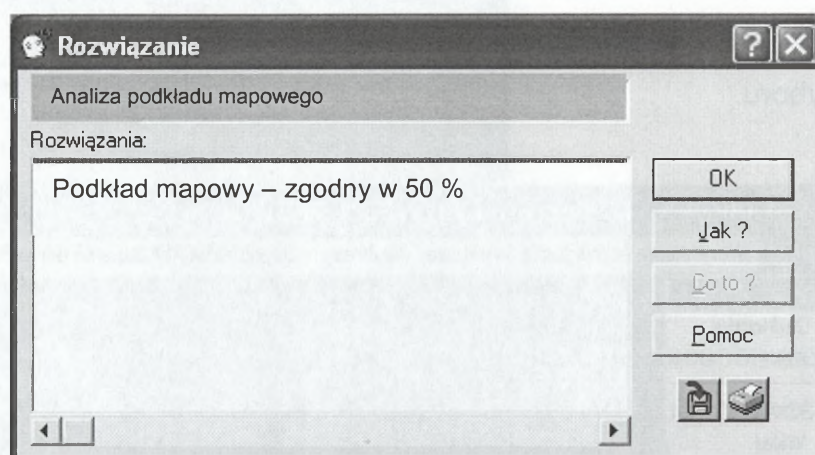 Rozwiązanie
Analiza podkładu mapowego
Rozwiązania:
Podkład mapowy – zgodny w 50 %
OK
Jak ?
Co to ?
Pomoc